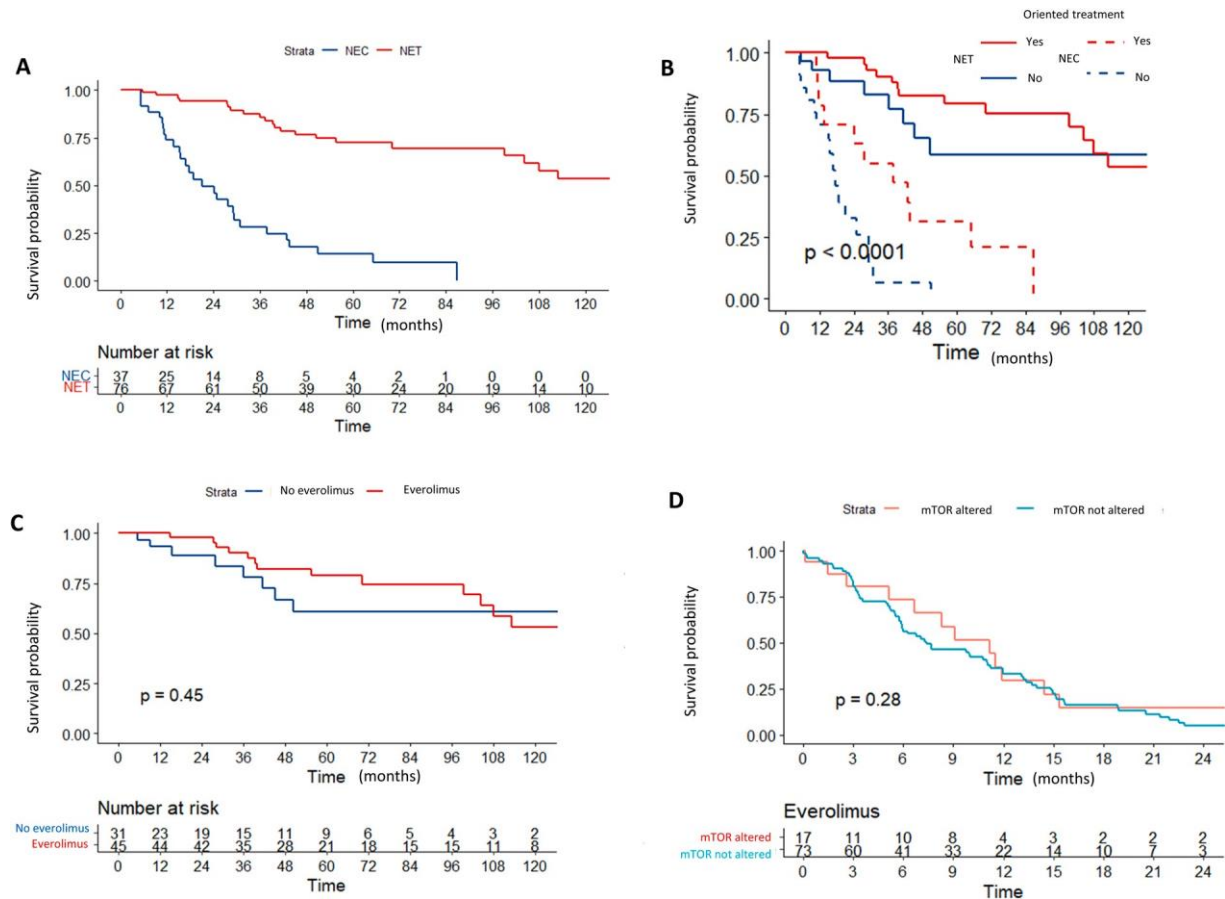 A
Strata NEC NET
Survival probability
1.00
0.75
0.50
0.25
0.00
0 12 24 36 48 60 72 84 96 108 120
Time (months)
Number at risk
NEC 37 25 14 8 5 4 2 1 0 0 0
NET 76 67 61 50 39 30 24 20 19 14 10
0 12 24 36 48 60 72 84 96 108 120
Time
B
Oriented treatment
NET Yes NEC Yes
No No
Survival probability
1.00
0.75
0.50
0.25
0.00
p < 0.0001
0 12 24 36 48 60 72 84 96 108 120
Time (months)
C
Strata No everolimus Everolimus
Survival probability
1.00
0.75
0.50
0.25
0.00
p = 0.45
0 12 24 36 48 60 72 84 96 108 120
Time (months)
Number at risk
No everolimus 31 23 19 15 11 9 6 5 4 3 2
Everolimus 45 44 42 35 28 21 18 15 15 11 8
0 12 24 36 48 60 72 84 96 108 120
Time
D
Strata mTOR altered mTOR not altered
Survival probability
1.00
0.75
0.50
0.25
0.00
p = 0.28
0 3 6 9 12 15 18 21 24
Time (months)
Everolimus
mTOR altered 17 11 10 8 4 3 2 2 2
mTOR not altered 73 60 41 33 22 14 10 7 3
0 3 6 9 12 15 18 21 24
Time